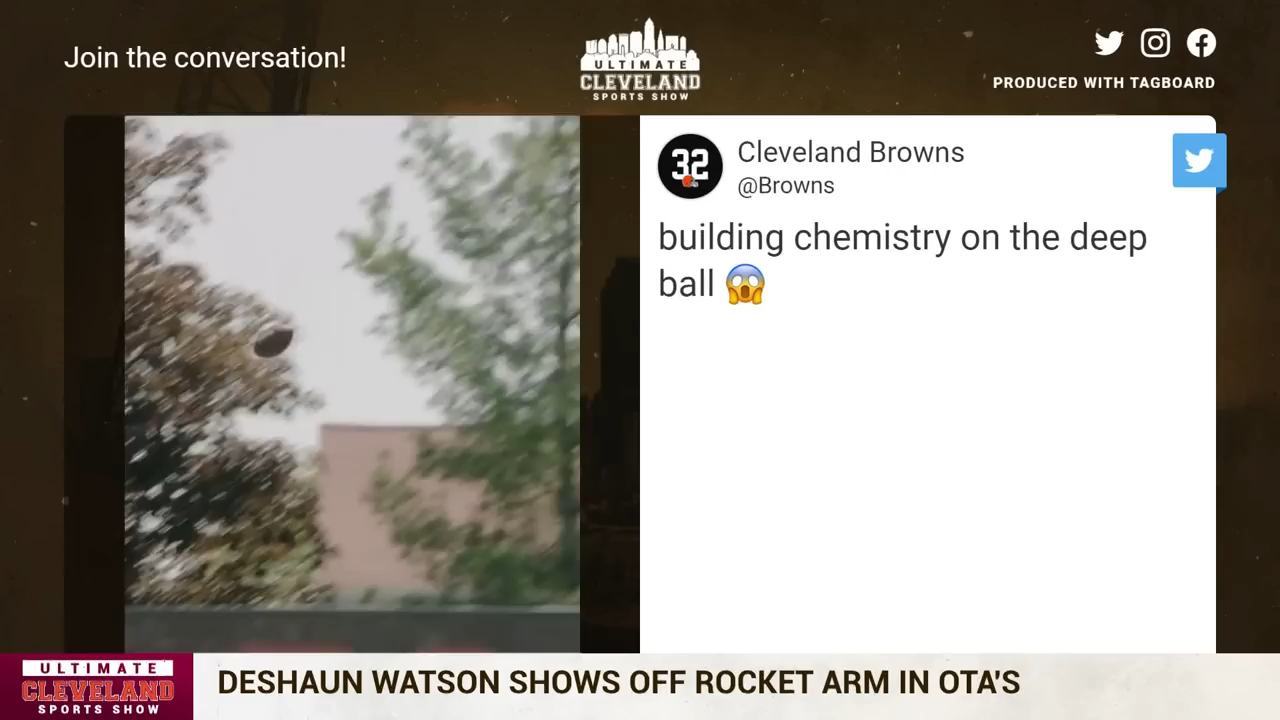 Join the conversation!
ULTIMATE
CLEVELAND
SPORTS SHOW
PRODUCED WITH TAGBOARD
32
Cleveland Browns
@Browns
building chemistry on the deep
ball 😱
ULTIMATE
CLEVELAND
SPORTS SHOW
DESHAUN WATSON SHOWS OFF ROCKET ARM IN OTA'S